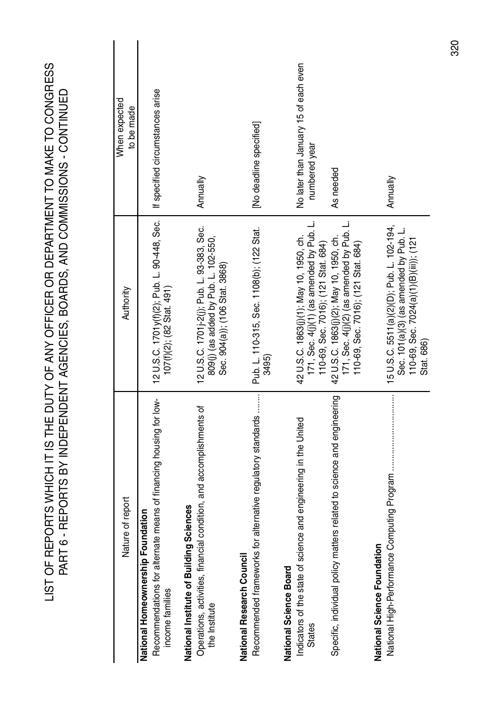 LIST OF REPORTS WHICH IT IS THE DUTY OF ANY OFFICER OR DEPARTMENT TO MAKE TO CONGRESS
PART 6 - REPORTS BY INDEPENDENT AGENCIES, BOARDS, AND COMMISSIONS - CONTINUED
Nature of report
Authority
When expected
to be made
National Homeownership Foundation
Recommendations for alternate means of financing housing for low-
income families
12 U.S.C. 1701y(f)(2); Pub. L. 90-448, Sec.
107(f)(2); (82 Stat. 491)
If specified circumstances arise
National Institute of Building Sciences
Operations, activities, financial condition, and accomplishments of
the Institute
12 U.S.C. 1701j-2(j); Pub. L. 93-383, Sec.
809(j) (as added by Pub. L. 102-550,
Sec. 904(a)); (106 Stat. 3868)
Annually
National Research Council
Recommended frameworks for alternative regulatory standards ........
Pub. L. 110-315, Sec. 1108(b); (122 Stat.
3495)
[No deadline specified]
National Science Board
Indicators of the state of science and engineering in the United
States
42 U.S.C. 1863(j)(1); May 10, 1950, ch.
171, Sec. 4(j)(1) (as amended by Pub. L.
110-69, Sec. 7016); (121 Stat. 684)
No later than January 15 of each even
numbered year
Specific, individual policy matters related to science and engineering
42 U.S.C. 1863(j)(2); May 10, 1950, ch.
171, Sec. 4(j)(2) (as amended by Pub. L.
110-69, Sec. 7016); (121 Stat. 684)
As needed
National Science Foundation
National High-Performance Computing Program ..............................
15 U.S.C. 5511(a)(2)(D); Pub. L. 102-194,
Sec. 101(a)(3) (as amended by Pub. L.
110-69, Sec. 7024(a)(1)(B)(iii)); (121
Stat. 686)
Annually
320